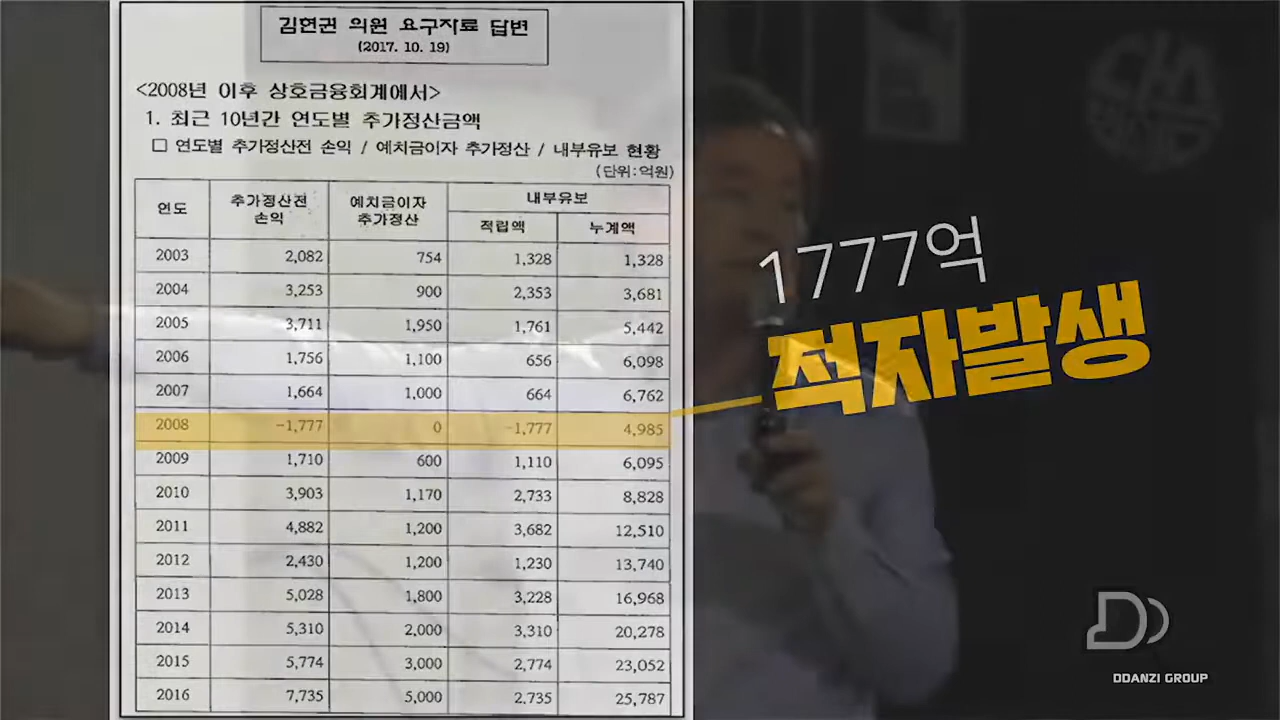 김현권 의원 요구자료 답변
(2017. 10. 19)
<2008년 이후 상호금융회계에서>
1. 최근 10년간 연도별 추가정산금액
□ 연도별 추가정산전 손익 / 예치금이자 추가정산 / 내부유보 현황
(단위:억원)
연도 추가정산전 손익 예치금이자 추가정산 내부유보
적립액 누계액
2003 2,082 754 1,328 1,328
2004 3,253 900 2,353 3,681
2005 3,711 1,950 1,761 5,442
2006 1,756 1,100 656 6,098
2007 1,664 1,000 664 6,762
2008 -1,777 0 -1,777 4,985
2009 1,710 600 1,110 6,095
2010 3,903 1,170 2,733 8,828
2011 4,882 1,200 3,682 12,510
2012 2,430 1,200 1,230 13,740
2013 5,028 1,800 3,228 16,968
2014 5,310 2,000 3,310 20,278
2015 5,774 3,000 2,774 23,052
2016 7,735 5,000 2,735 25,787
1777억
적자발생
DDANZI GROUP